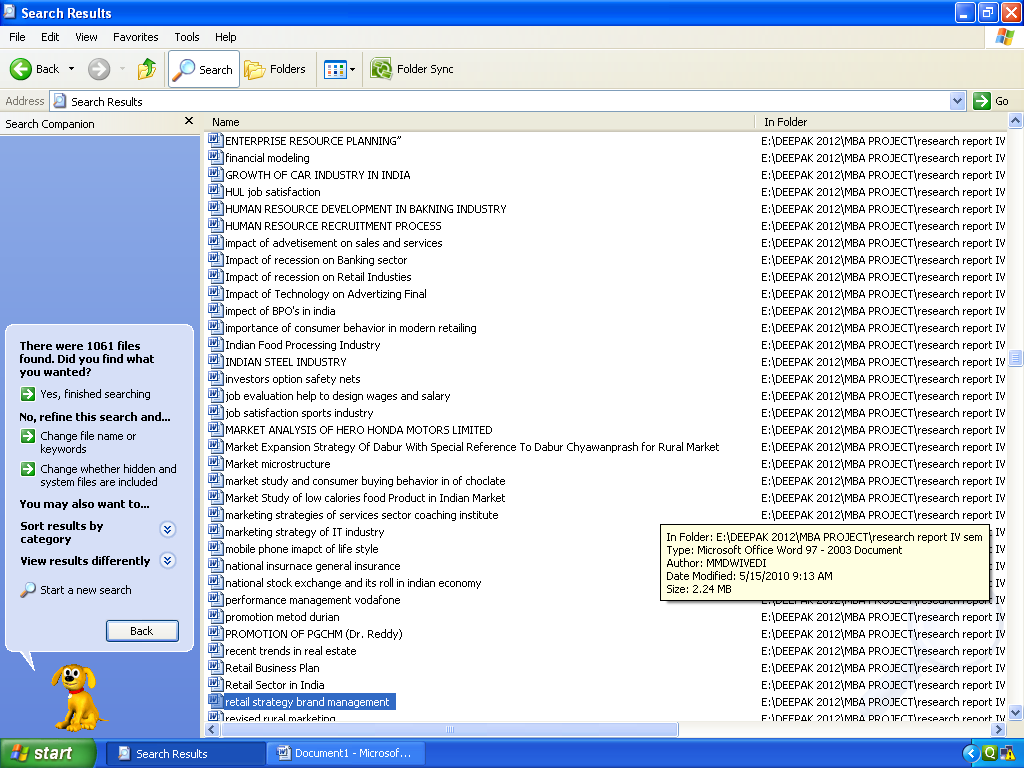 Search Results
File Edit View Favorites Tools Help
Back Search Folders Folder Sync
Address Search Results Go
Search Companion
There were 1061 files
found. Did you find what
you wanted?
Yes, finished searching
No, refine this search and...
Change file name or
keywords
Change whether hidden and
system files are included
You may also want to...
Sort results by
category
View results differently
Start a new search
Back
Name In Folder
ENTERPRISE RESOURCE PLANNING” E:\DEEPAK 2012\MBA PROJECT\research report IV
financial modeling E:\DEEPAK 2012\MBA PROJECT\research report IV
GROWTH OF CAR INDUSTRY IN INDIA E:\DEEPAK 2012\MBA PROJECT\research report IV
HUL job satisfaction E:\DEEPAK 2012\MBA PROJECT\research report IV
HUMAN RESOURCE DEVELOPMENT IN BAKNING INDUSTRY E:\DEEPAK 2012\MBA PROJECT\research report IV
HUMAN RESOURCE RECRUITMENT PROCESS E:\DEEPAK 2012\MBA PROJECT\research report IV
impact of advetisement on sales and services E:\DEEPAK 2012\MBA PROJECT\research report IV
Impact of recession on Banking sector E:\DEEPAK 2012\MBA PROJECT\research report IV
Impact of recession on Retail Industies E:\DEEPAK 2012\MBA PROJECT\research report IV
Impact of Technology on Advertizing Final E:\DEEPAK 2012\MBA PROJECT\research report IV
impect of BPO's in india E:\DEEPAK 2012\MBA PROJECT\research report IV
importance of consumer behavior in modern retailing E:\DEEPAK 2012\MBA PROJECT\research report IV
Indian Food Processing Industry E:\DEEPAK 2012\MBA PROJECT\research report IV
INDIAN STEEL INDUSTRY E:\DEEPAK 2012\MBA PROJECT\research report IV
investors option safety nets E:\DEEPAK 2012\MBA PROJECT\research report IV
job evaluation help to design wages and salary E:\DEEPAK 2012\MBA PROJECT\research report IV
job satisfaction sports industry E:\DEEPAK 2012\MBA PROJECT\research report IV
MARKET ANALYSIS OF HERO HONDA MOTORS LIMITED E:\DEEPAK 2012\MBA PROJECT\research report IV
Market Expansion Strategy Of Dabur With Special Reference To Dabur Chyawanprash for Rural Market E:\DEEPAK 2012\MBA PROJECT\research report IV
Market microstructure E:\DEEPAK 2012\MBA PROJECT\research report IV
market study and consumer buying behavior in of choclate E:\DEEPAK 2012\MBA PROJECT\research report IV
Market Study of low calories food Product in Indian Market E:\DEEPAK 2012\MBA PROJECT\research report IV
marketing strategies of services sector coaching institute E:\DEEPAK 2012\MBA PROJECT\research report IV
marketing strategy of IT industry
mobile phone imapct of life style
national insurnace general insurance
national stock exchange and its roll in indian economy
performance management vodafone
promotion metod durian E:\DEEPAK 2012\MBA PROJECT\research report IV
PROMOTION OF PGCHM (Dr. Reddy) E:\DEEPAK 2012\MBA PROJECT\research report IV
recent trends in real estate E:\DEEPAK 2012\MBA PROJECT\research report IV
Retail Business Plan E:\DEEPAK 2012\MBA PROJECT\research report IV
Retail Sector in India E:\DEEPAK 2012\MBA PROJECT\research report IV
retail strategy brand management E:\DEEPAK 2012\MBA PROJECT\research report IV
revised rural marketing E:\DEEPAK 2012\MBA PROJECT\research report IV
In Folder: E:\DEEPAK 2012\MBA PROJECT\research report IV sem
Type: Microsoft Office Word 97 - 2003 Document
Author: MMDWIVEDI
Date Modified: 5/15/2010 9:13 AM
Size: 2.24 MB
start Search Results Document1 - Microsof...